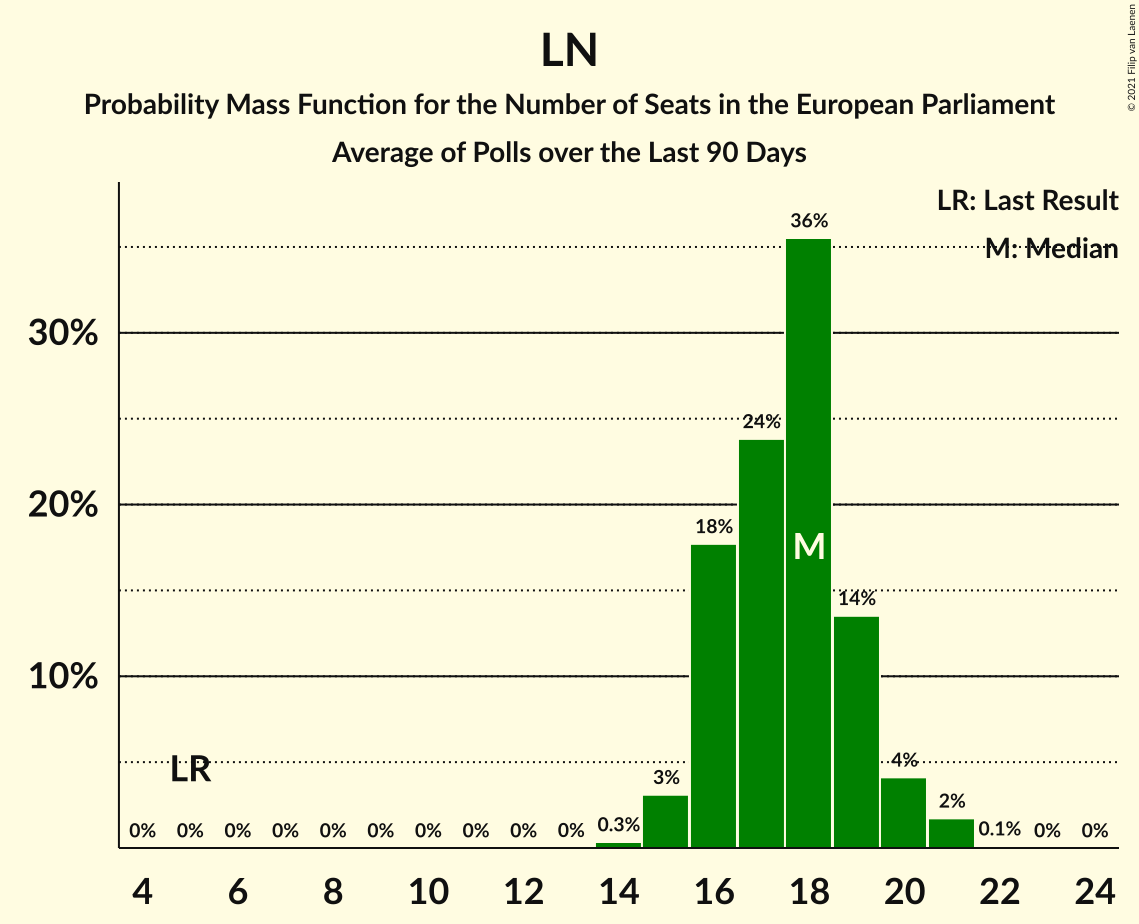 LN
Probability Mass Function for the Number of Seats in the European Parliament
Average of Polls over the Last 90 Days
© 2021 Filip van Laenen
LR: Last Result
M: Median
36%
30%
24%
20%
18%
M
14%
10%
LR
3%
4%
2%
0% 0% 0% 0% 0% 0% 0% 0% 0% 0% 0.3% 0.1% 0% 0%
4 6 8 10 12 14 16 18 20 22 24